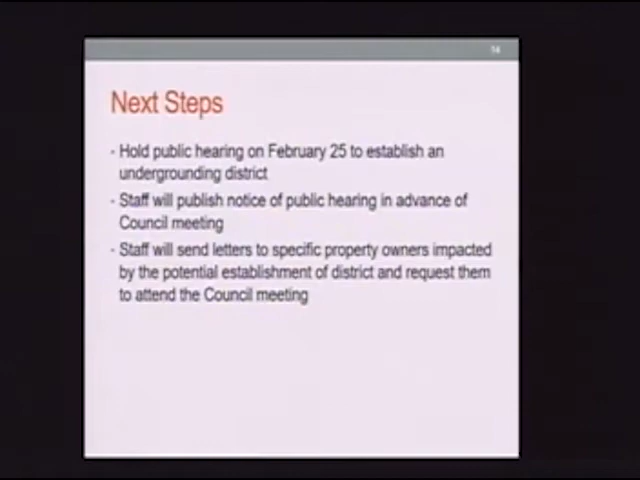 14
Next Steps
- Hold public hearing on February 25 to establish an
undergrounding district
- Staff will publish notice of public hearing in advance of
Council meeting
- Staff will send letters to specific property owners impacted
by the potential establishment of district and request them
to attend the Council meeting